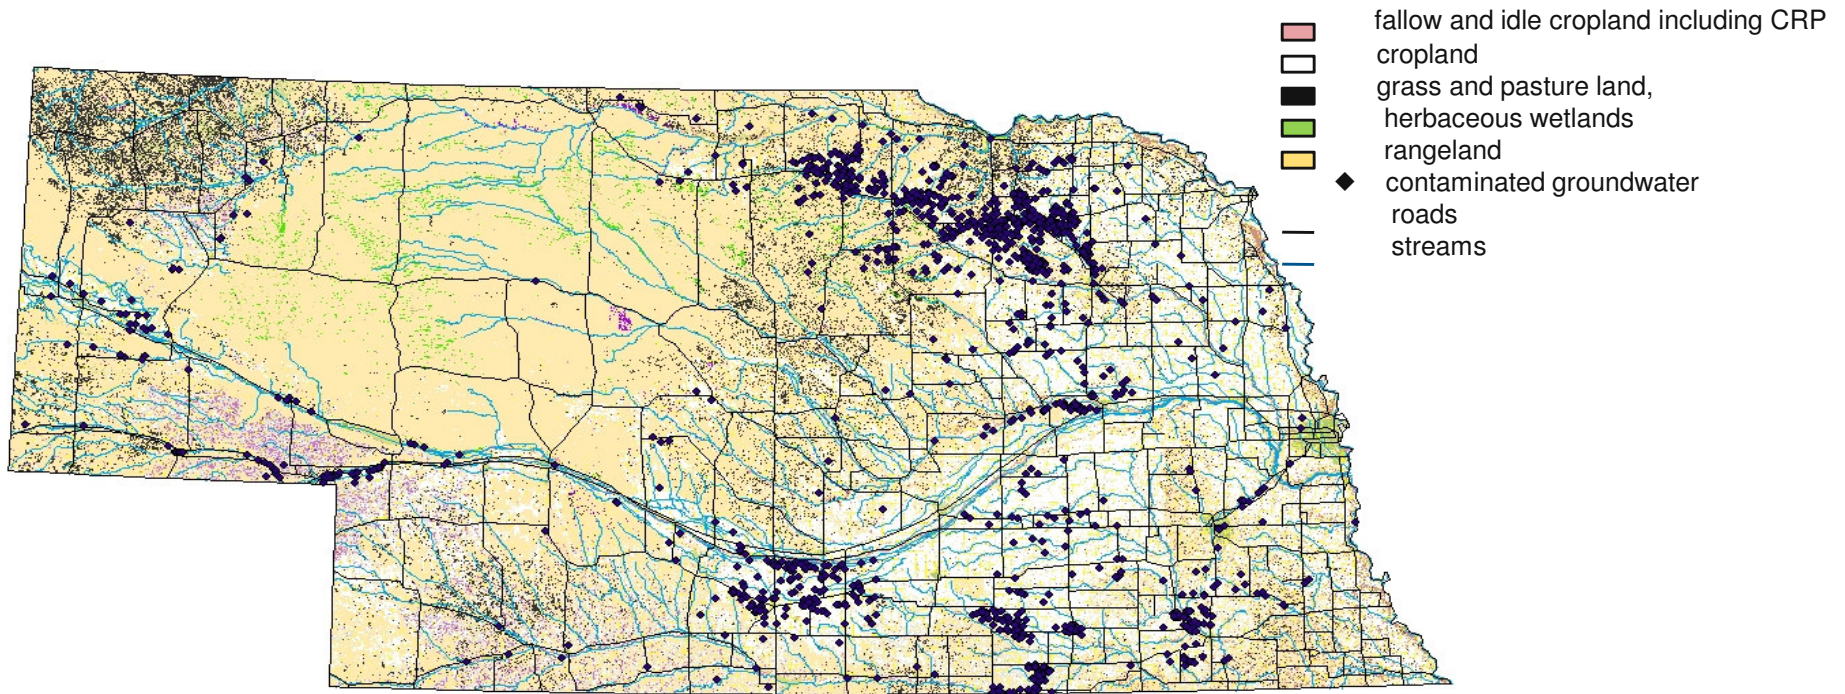 fallow and idle cropland including CRP
cropland
grass and pasture land,
herbaceous wetlands
rangeland
contaminated groundwater
roads
streams